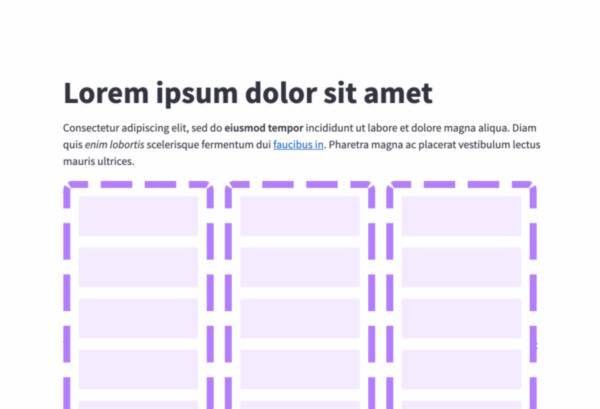 Lorem ipsum dolor sit amet
Consectetur adipiscing elit, sed do eiusmod tempor incididunt ut labore et dolore magna aliqua. Diam
quis enim lobortis scelerisque fermentum dui faucibus in. Pharetra magna ac placerat vestibulum lectus
mauris ultrices.